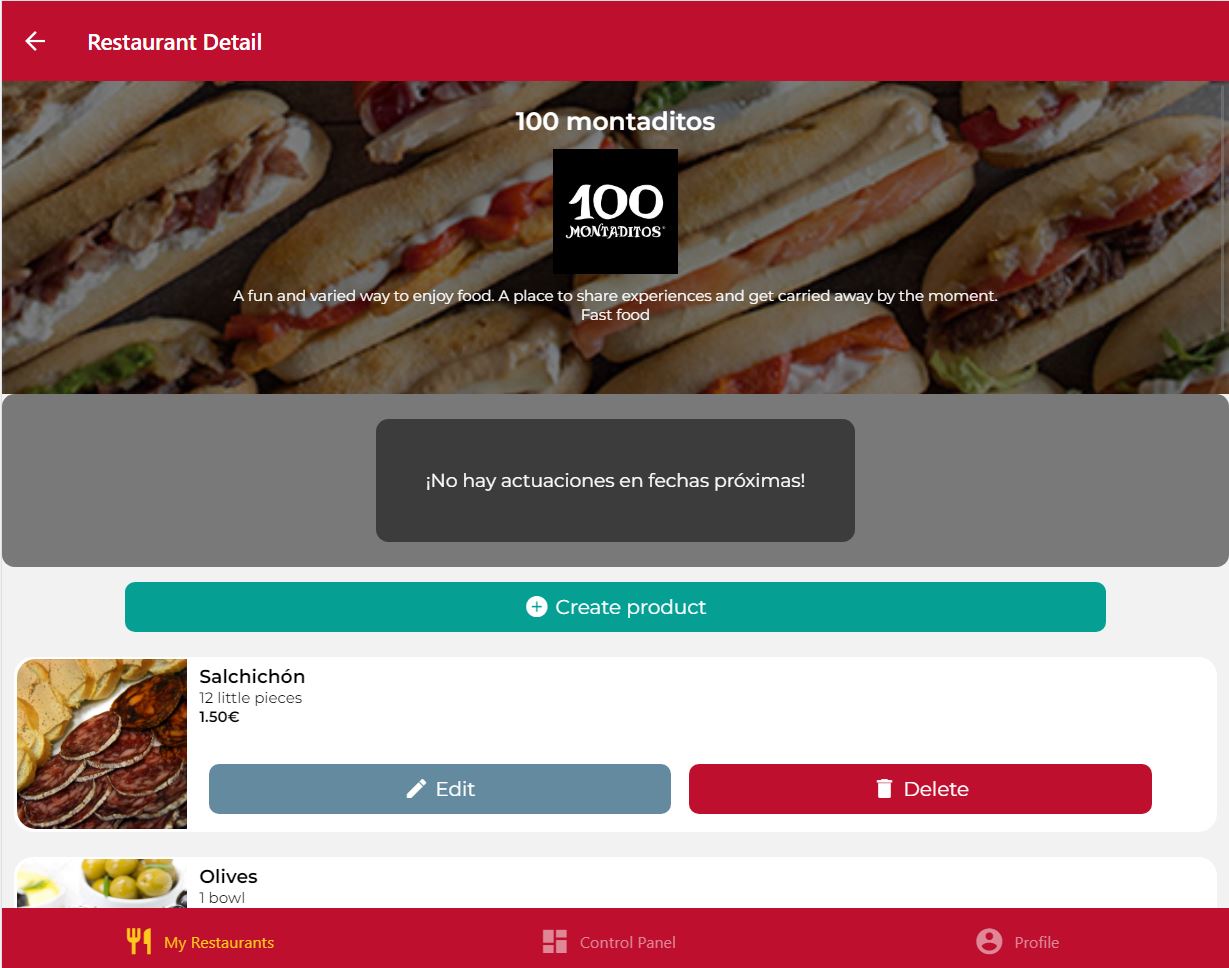 Restaurant Detail
100 montaditos
100
MONTADITOS
A fun and varied way to enjoy food. A place to share experiences and get carried away by the moment.
Fast food
¡No hay actuaciones en fechas próximas!
Create product
Salchichón
12 little pieces
1.50€
Edit
Delete
Olives
1 bowl
My Restaurants
Control Panel
Profile